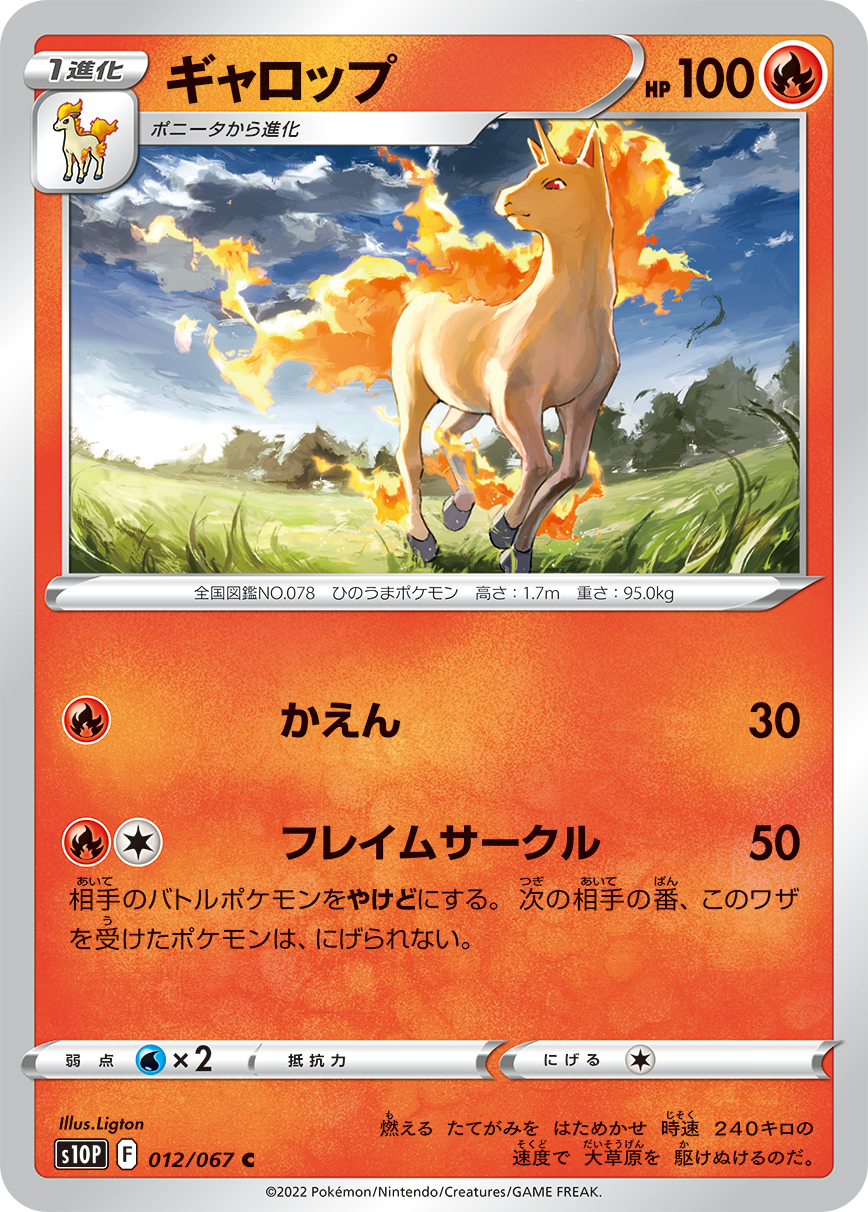 1進化
ギャロップ
HP 100
ポニータから進化
全国図鑑NO.078 ひのうまポケモン 高さ:1.7m 重さ:95.0kg
かえん 30
フレイムサークル 50
相手のバトルポケモンをやけどにする。次の相手の番、このワザ
を受けたポケモンは、にげられない。
弱点 ×2 抵抗力 にげる
Illus.Ligton
燃える たてがみを はためかせ 時速 240キロの
速度で 大草原を 駆けぬけるのだ。
s10P F 012/067 C
©2022 Pokémon/Nintendo/Creatures/GAME FREAK.